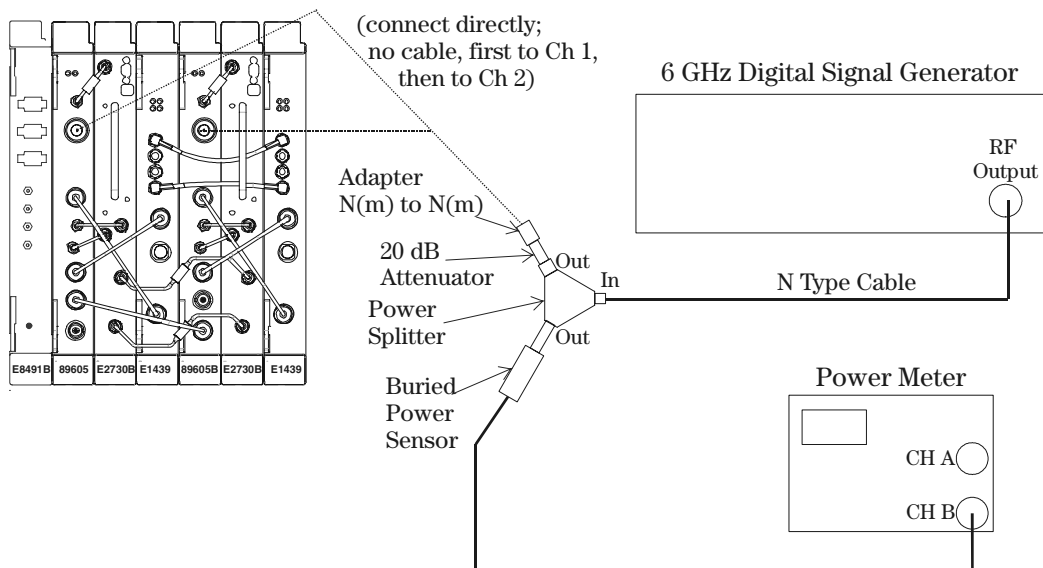 (connect directly;
no cable, first to Ch 1,
then to Ch 2)
6 GHz Digital Signal Generator
RF
Output
Adapter
N(m) to N(m)
20 dB
Attenuator
Out
In
N Type Cable
Power
Splitter
Out
Buried
Power
Sensor
Power Meter
CH A
CH B
E8491B 89605 E2730B E1439 89605B E2730B E1439